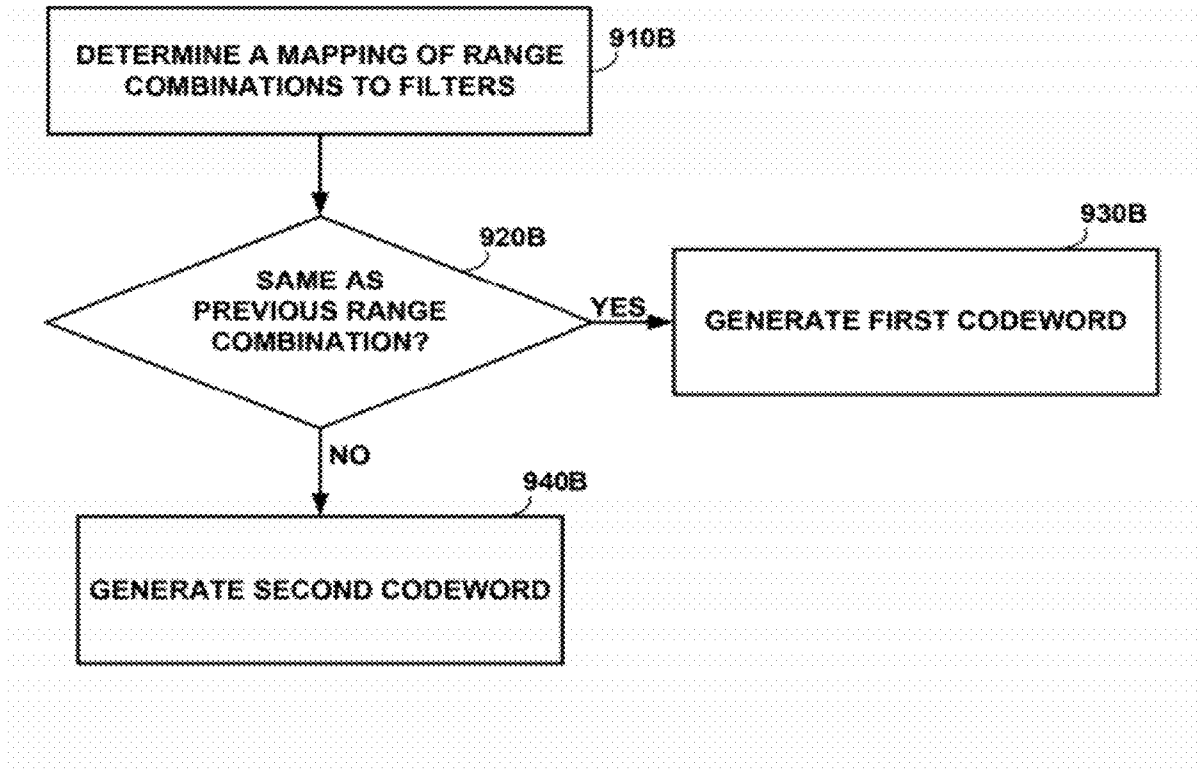 DETERMINE A MAPPING OF RANGE
COMBINATIONS TO FILTERS
910B
SAME AS
PREVIOUS RANGE
COMBINATION?
920B
YES
930B
GENERATE FIRST CODEWORD
NO
940B
GENERATE SECOND CODEWORD